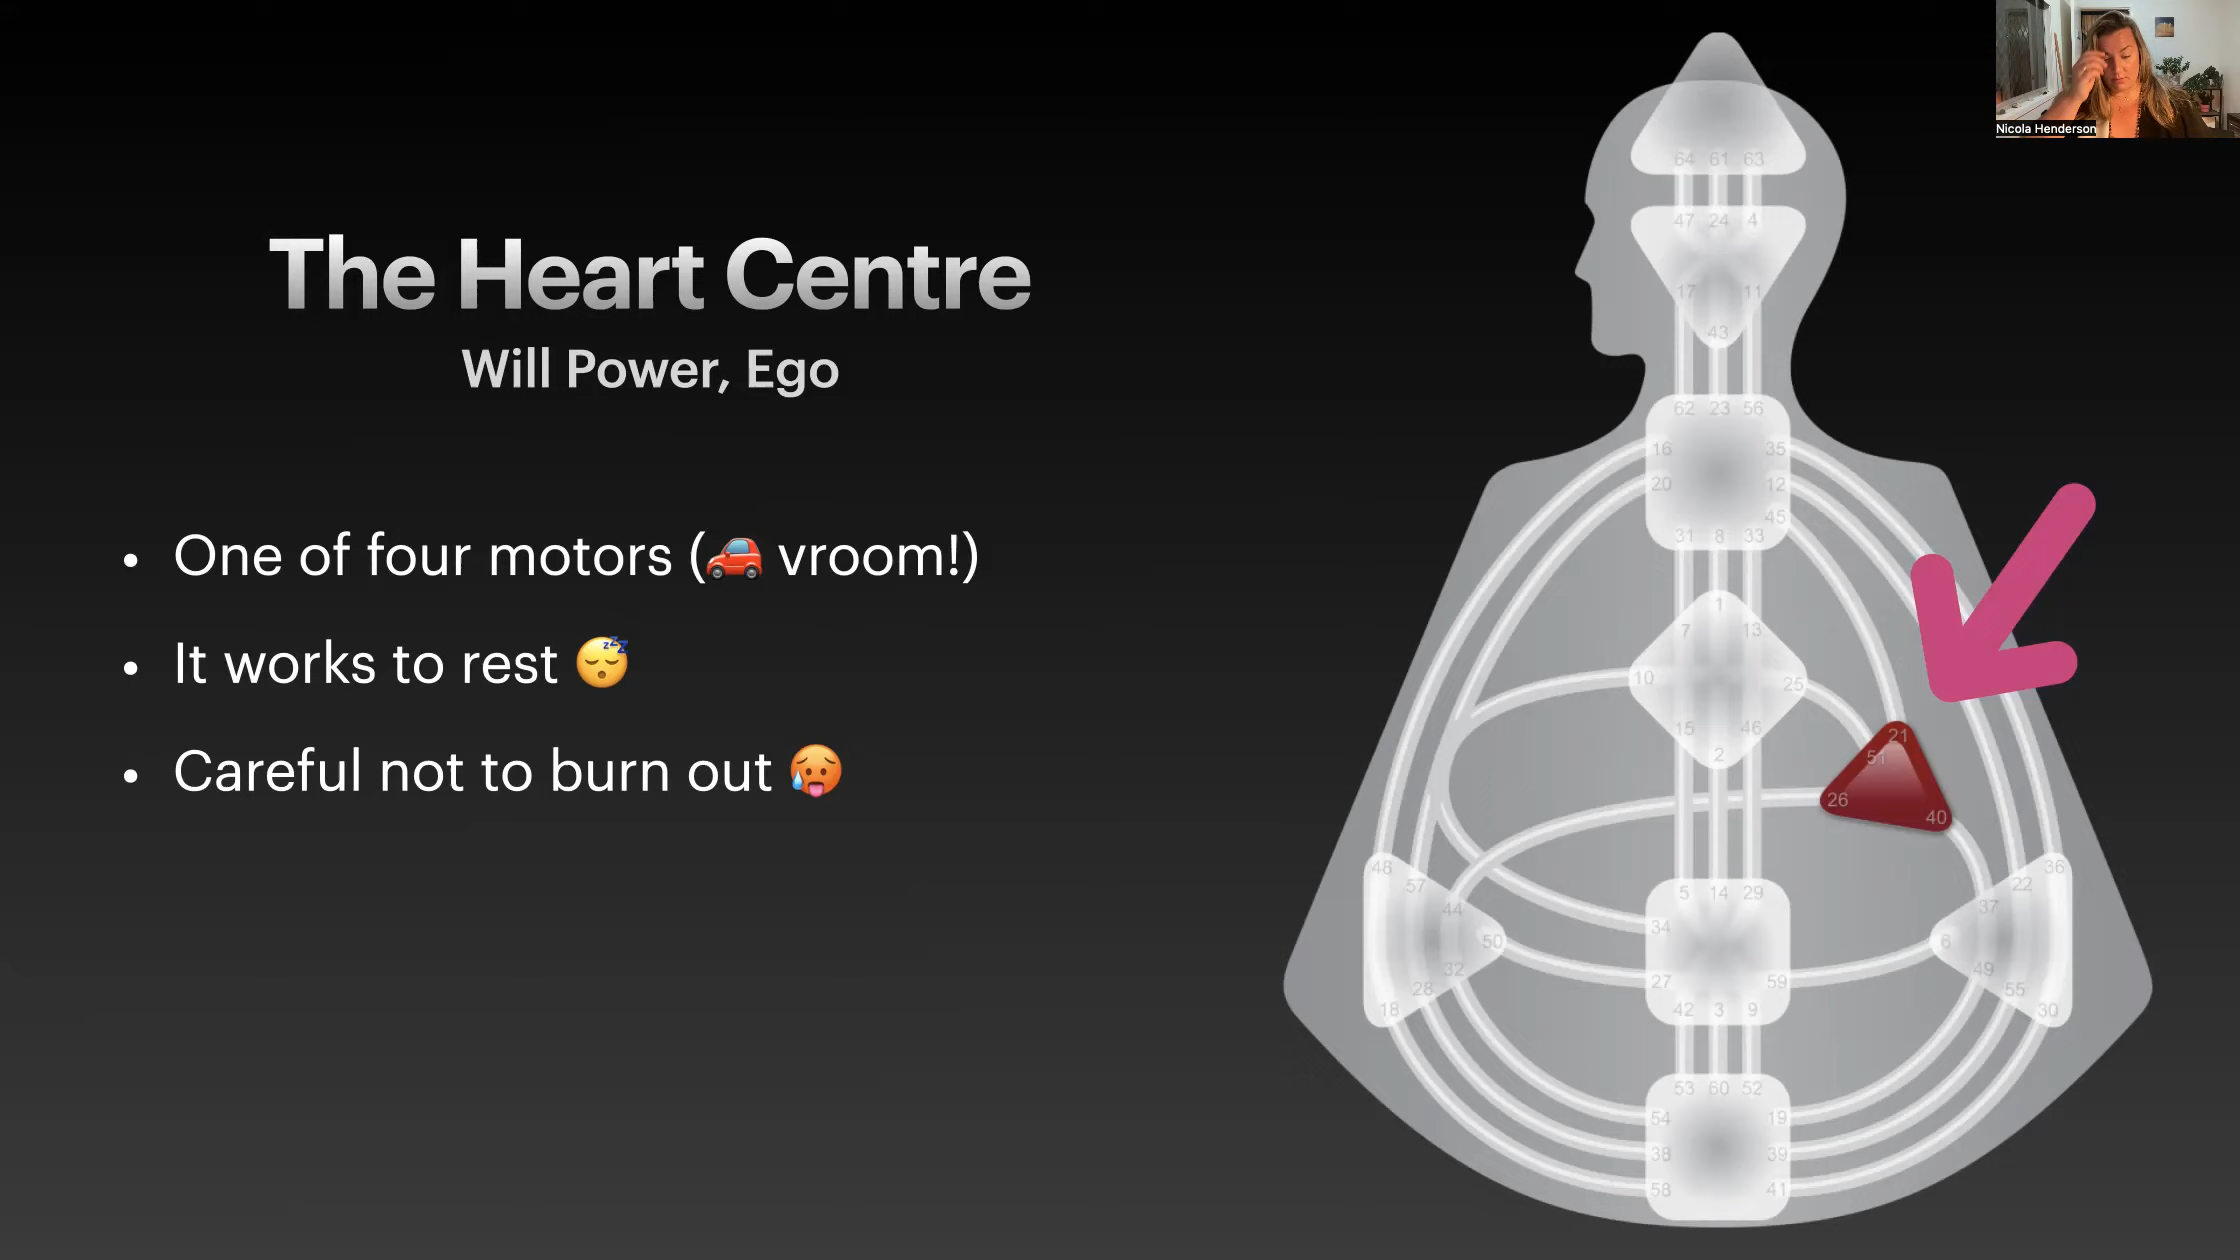 The Heart Centre
Will Power, Ego
• One of four motors (🚗 vroom!)
• It works to rest 😴
• Careful not to burn out 🥵
Nicola Henderson
64 61 63
47 24 4
17 11
43
62 23 56
16 35
20 12
45
31 8 33
1
7 13
10 25
15 46
2
21
51
26
40
48 36
57 22
44 37
50 6
32 49
28 55
18 30
5 14 29
34
27 59
42 3 9
53 60 52
54 19
38 39
58 41